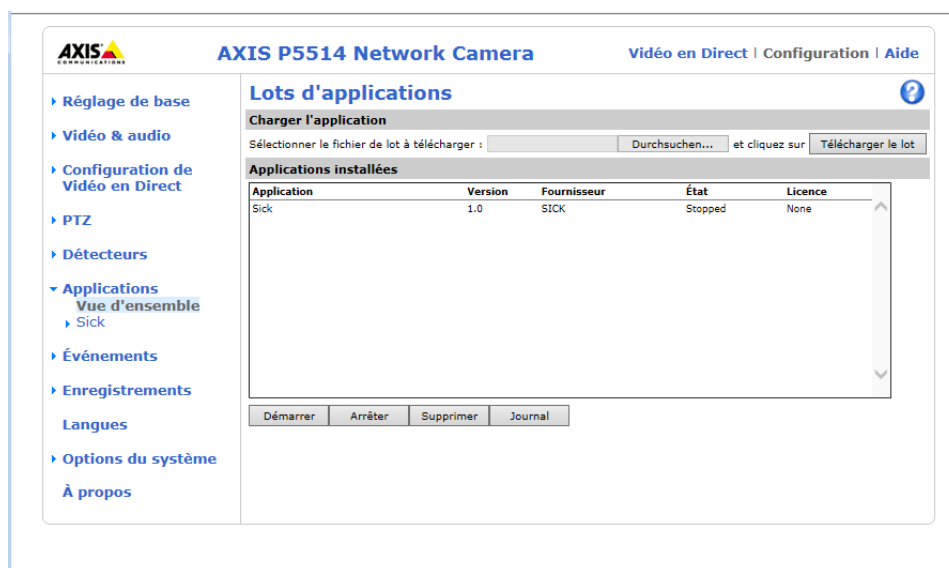 AXIS
COMMUNICATIONS
AXIS P5514 Network Camera
Vidéo en Direct | Configuration | Aide
Réglage de base
Vidéo & audio
Configuration de
Vidéo en Direct
PTZ
Détecteurs
Applications
Vue d'ensemble
Sick
Événements
Enregistrements
Langues
Options du système
À propos
Lots d'applications
?
Charger l'application
Sélectionner le fichier de lot à télécharger : Durchsuchen... et cliquez sur Télécharger le lot
Applications installées
Application Version Fournisseur État Licence
Sick 1.0 SICK Stopped None
Démarrer Arrêter Supprimer Journal